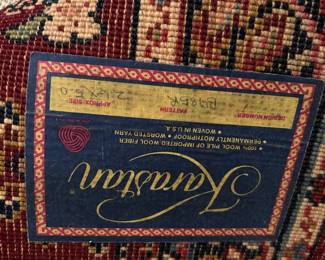 Karastan
100% WOOL PILE OF IMPORTED WOOL FIBER
• PERMANENTLY MOTHPROOF • WORSTED YARN
• WOVEN IN U.S.A.
DESIGN NUMBER
PATTERN
APPROX. SIZE